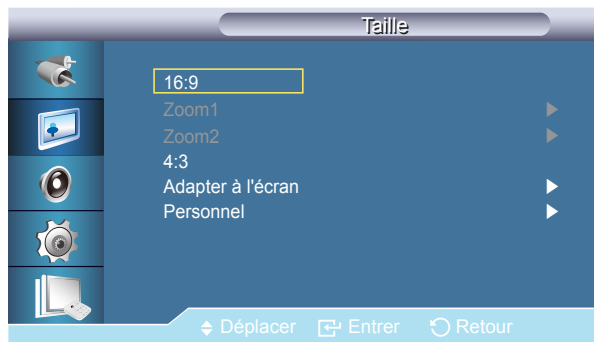 Taille
16:9
Zoom1
Zoom2
4:3
Adapter à l'écran
Personnel
Déplacer Entrer Retour